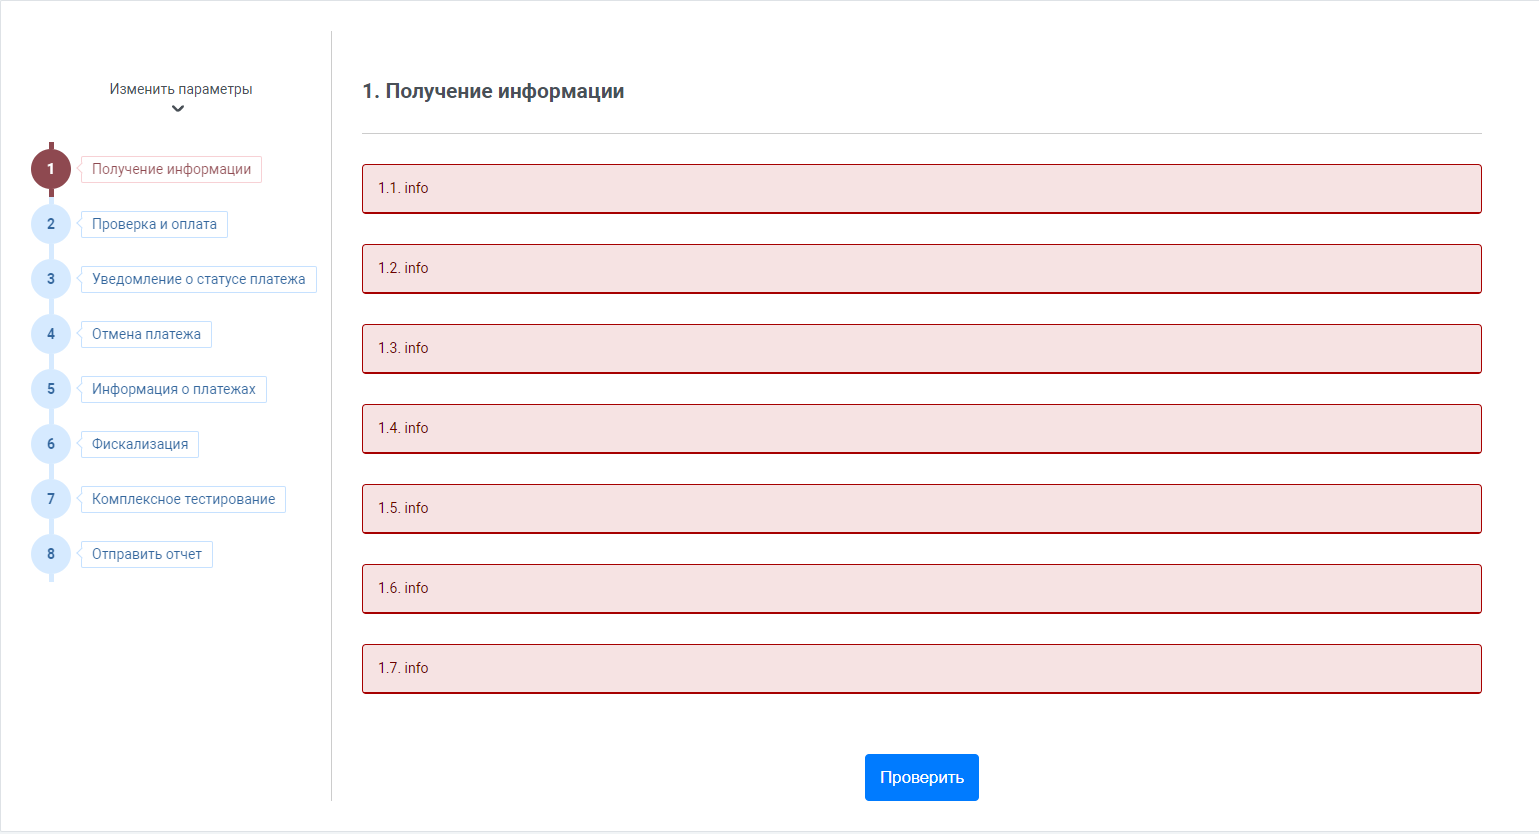 Изменить параметры
1 Получение информации
2 Проверка и оплата
3 Уведомление о статусе платежа
4 Отмена платежа
5 Информация о платежах
6 Фискализация
7 Комплексное тестирование
8 Отправить отчет
1. Получение информации
1.1. info
1.2. info
1.3. info
1.4. info
1.5. info
1.6. info
1.7. info
Проверить